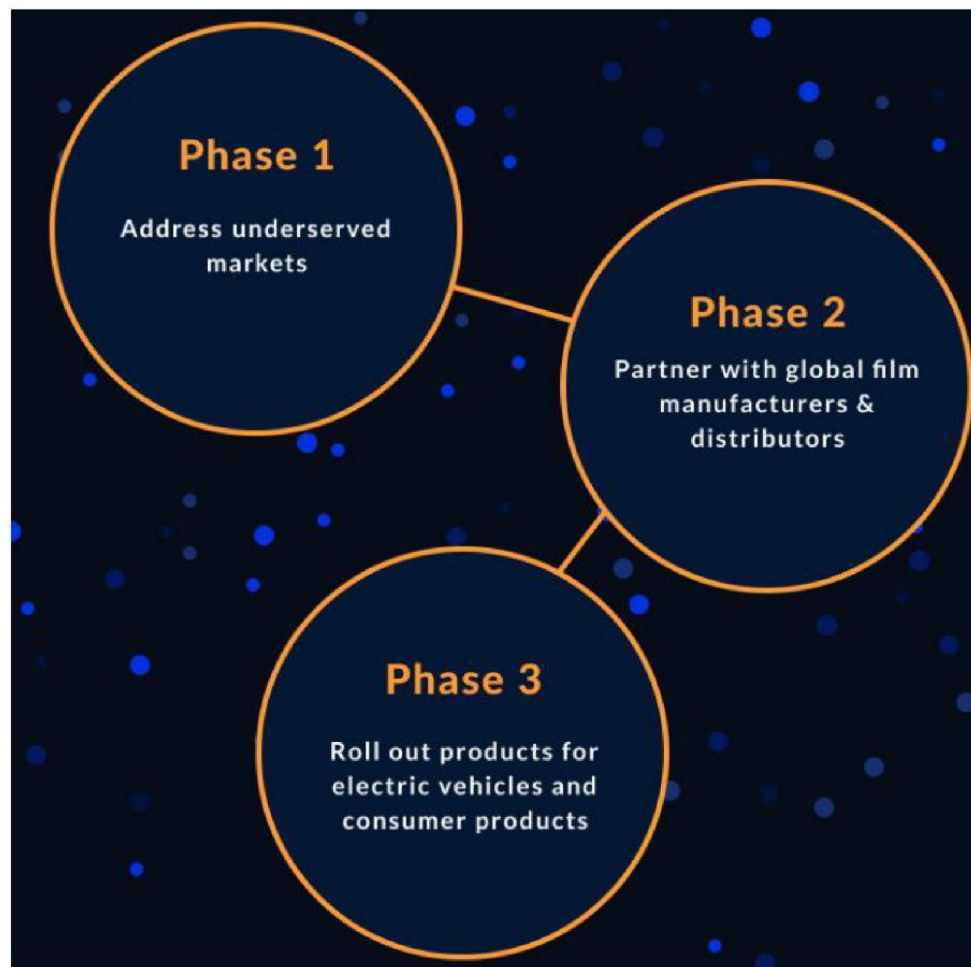 Phase 1
Address underserved
markets
Phase 2
Partner with global film
manufacturers &
distributors
Phase 3
Roll out products for
electric vehicles and
consumer products